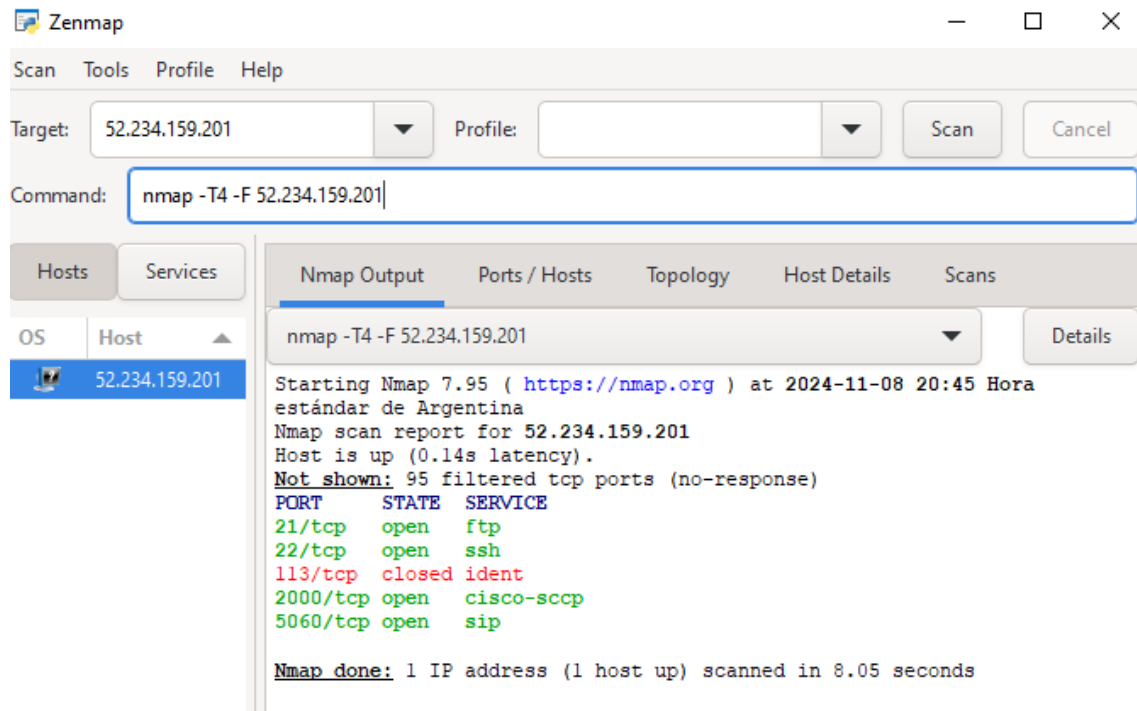 Zenmap
Scan Tools Profile Help
Target: 52.234.159.201 Profile: Scan Cancel
Command: nmap -T4 -F 52.234.159.201
Hosts Services Nmap Output Ports / Hosts Topology Host Details Scans
OS Host nmap -T4 -F 52.234.159.201 Details
52.234.159.201
Starting Nmap 7.95 ( https://nmap.org ) at 2024-11-08 20:45 Hora
estándar de Argentina
Nmap scan report for 52.234.159.201
Host is up (0.14s latency).
Not shown: 95 filtered tcp ports (no-response)
PORT STATE SERVICE
21/tcp open ftp
22/tcp open ssh
113/tcp closed ident
2000/tcp open cisco-sccp
5060/tcp open sip
Nmap done: 1 IP address (1 host up) scanned in 8.05 seconds